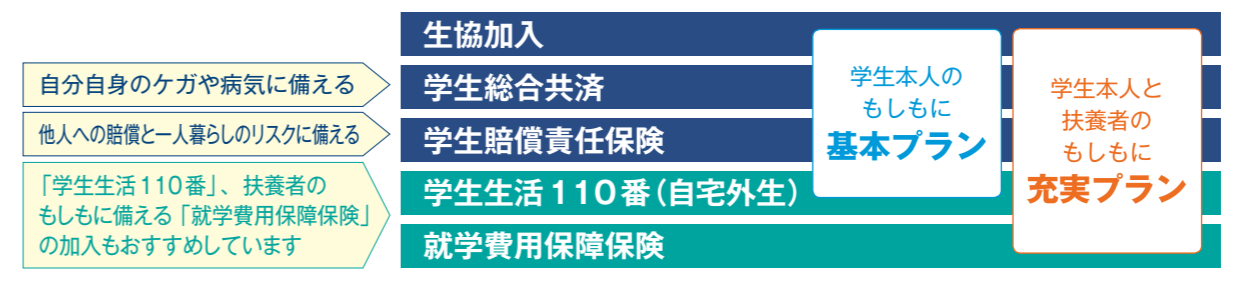 生協加入
自分自身のケガや病気に備える
学生総合共済
他人への賠償と一人暮らしのリスクに備える
学生賠償責任保険
「学生生活110番」、扶養者の
もしもに備える「就学費用保障保険」
の加入もおすすめしています
学生生活110番(自宅外生)
就学費用保障保険
学生本人の
もしもに
基本プラン
学生本人と
扶養者の
もしもに
充実プラン